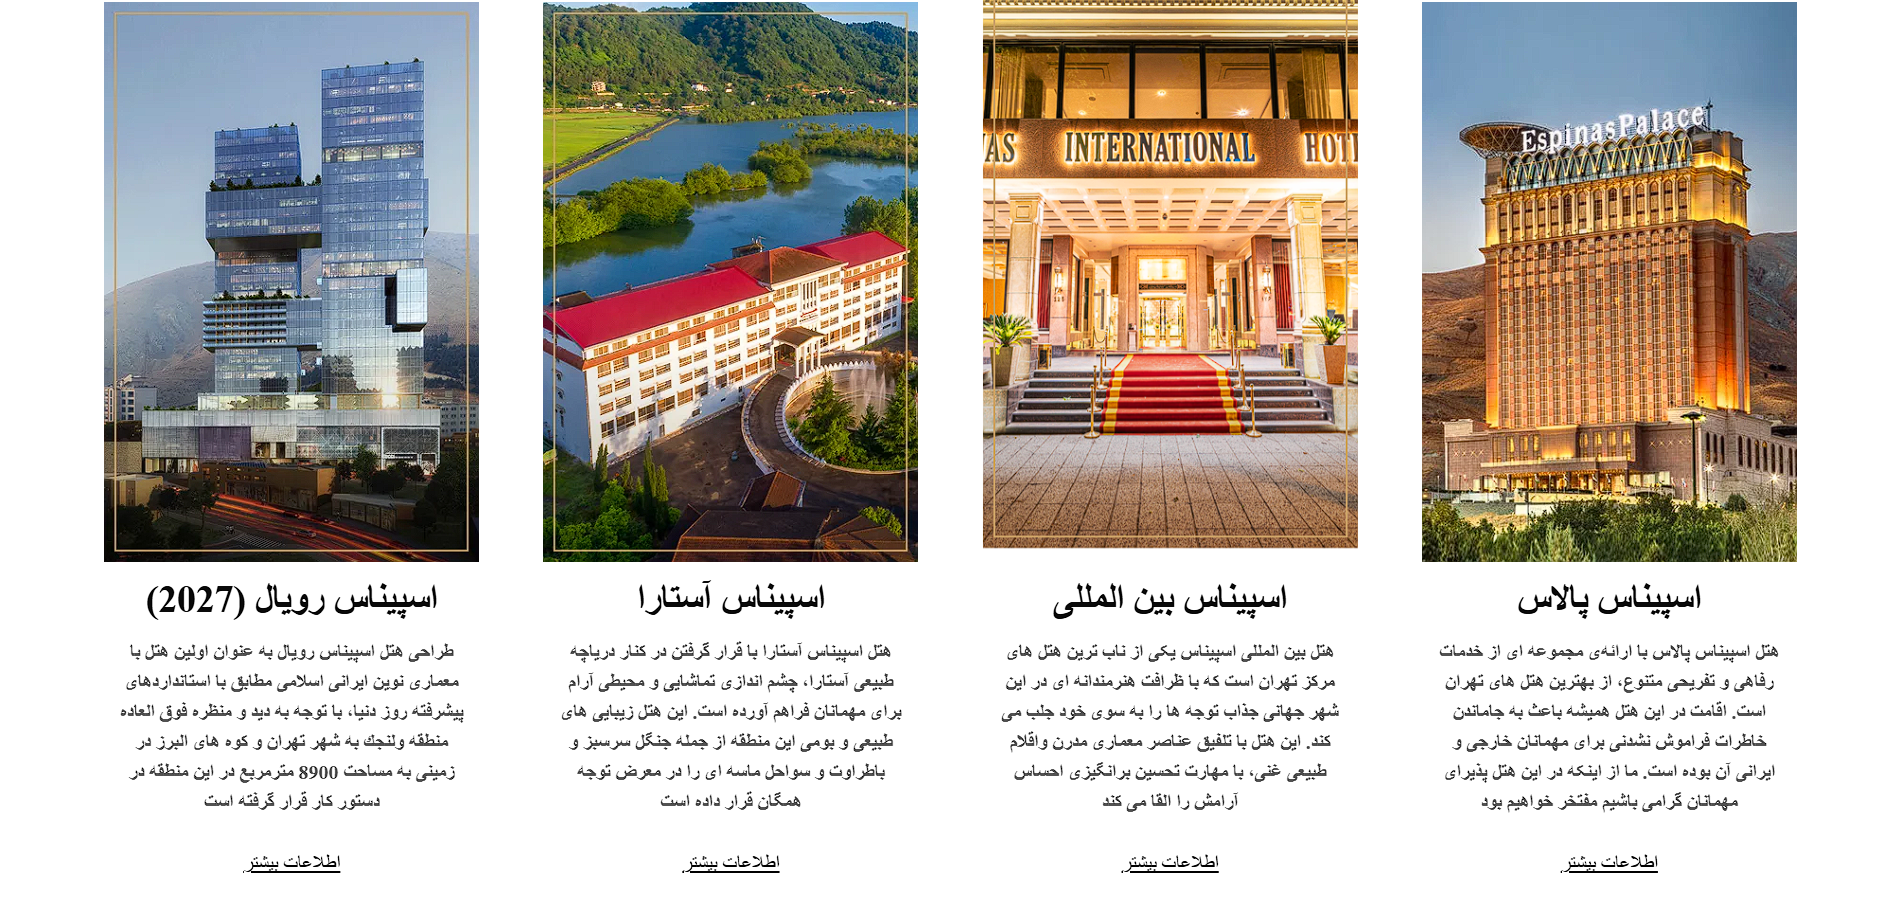 EspinasPalace
اسپیناس پالاس
هتل اسپیناس پالاس با ارائه‌ی مجموعه ای از خدمات
رفاهی و تفریحی متنوع، از بهترین هتل های تهران
است. اقامت در این هتل همیشه باعث به جاماندن
خاطرات فراموش نشدنی برای مهمانان خارجی و
ایرانی آن بوده است. ما از اینکه در این هتل پذیرای
مهمانان گرامی باشیم مفتخر خواهیم بود
اطلاعات بیشتر
NAS INTERNATIONAL HOT
اسپیناس بین المللی
هتل بین المللی اسپیناس یکی از ناب ترین هتل های
مرکز تهران است که با ظرافت هنرمندانه ای در این
شهر جهانی جذاب توجه ها را به سوی خود جلب می
کند. این هتل با تلفیق عناصر معماری مدرن واقلام
طبیعی غنی، با مهارت تحسین برانگیزی احساس
آرامش را القا می کند
اطلاعات بیشتر
اسپیناس آستارا
هتل اسپیناس آستارا با قرار گرفتن در کنار دریاچه
طبیعی آستارا، چشم اندازی تماشایی و محیطی آرام
برای مهمانان فراهم آورده است. این هتل زیبایی های
طبیعی و بومی این منطقه از جمله جنگل سرسبز و
باطراوت و سواحل ماسه ای را در معرض توجه
همگان قرار داده است
اطلاعات بیشتر
اسپیناس رویال (2027)
طراحی هتل اسپیناس رویال به عنوان اولین هتل با
معماری نوین ایرانی اسلامی مطابق با استانداردهای
پیشرفته روز دنیا، با توجه به دید و منظره فوق العاده
منطقه ولنجك به شهر تهران و کوه های البرز در
زمینی به مساحت 8900 مترمربع در این منطقه در
دستور کار قرار گرفته است
اطلاعات بیشتر